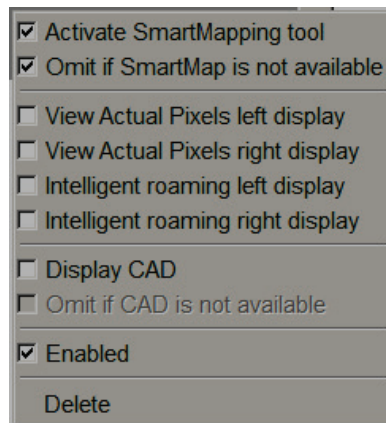 Activate SmartMapping tool
Omit if SmartMap is not available
View Actual Pixels left display
View Actual Pixels right display
Intelligent roaming left display
Intelligent roaming right display
Display CAD
Omit if CAD is not available
Enabled
Delete